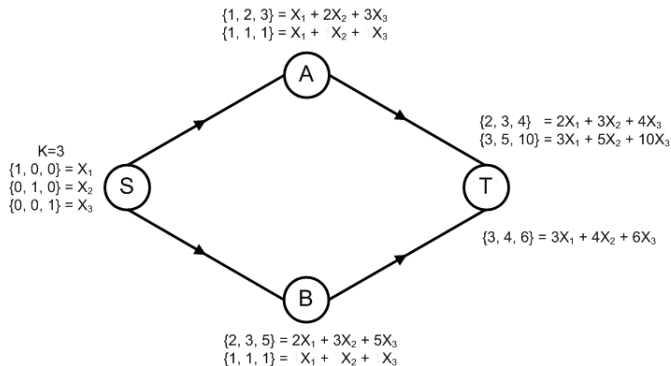 {1, 2, 3} = X₁ + 2X₂ + 3X₃
{1, 1, 1} = X₁ + X₂ + X₃
A
{2, 3, 4} = 2X₁ + 3X₂ + 4X₃
{3, 5, 10} = 3X₁ + 5X₂ + 10X₃
K=3
{1, 0, 0} = X₁
{0, 1, 0} = X₂
{0, 0, 1} = X₃
S
T
{3, 4, 6} = 3X₁ + 4X₂ + 6X₃
B
{2, 3, 5} = 2X₁ + 3X₂ + 5X₃
{1, 1, 1} = X₁ + X₂ + X₃